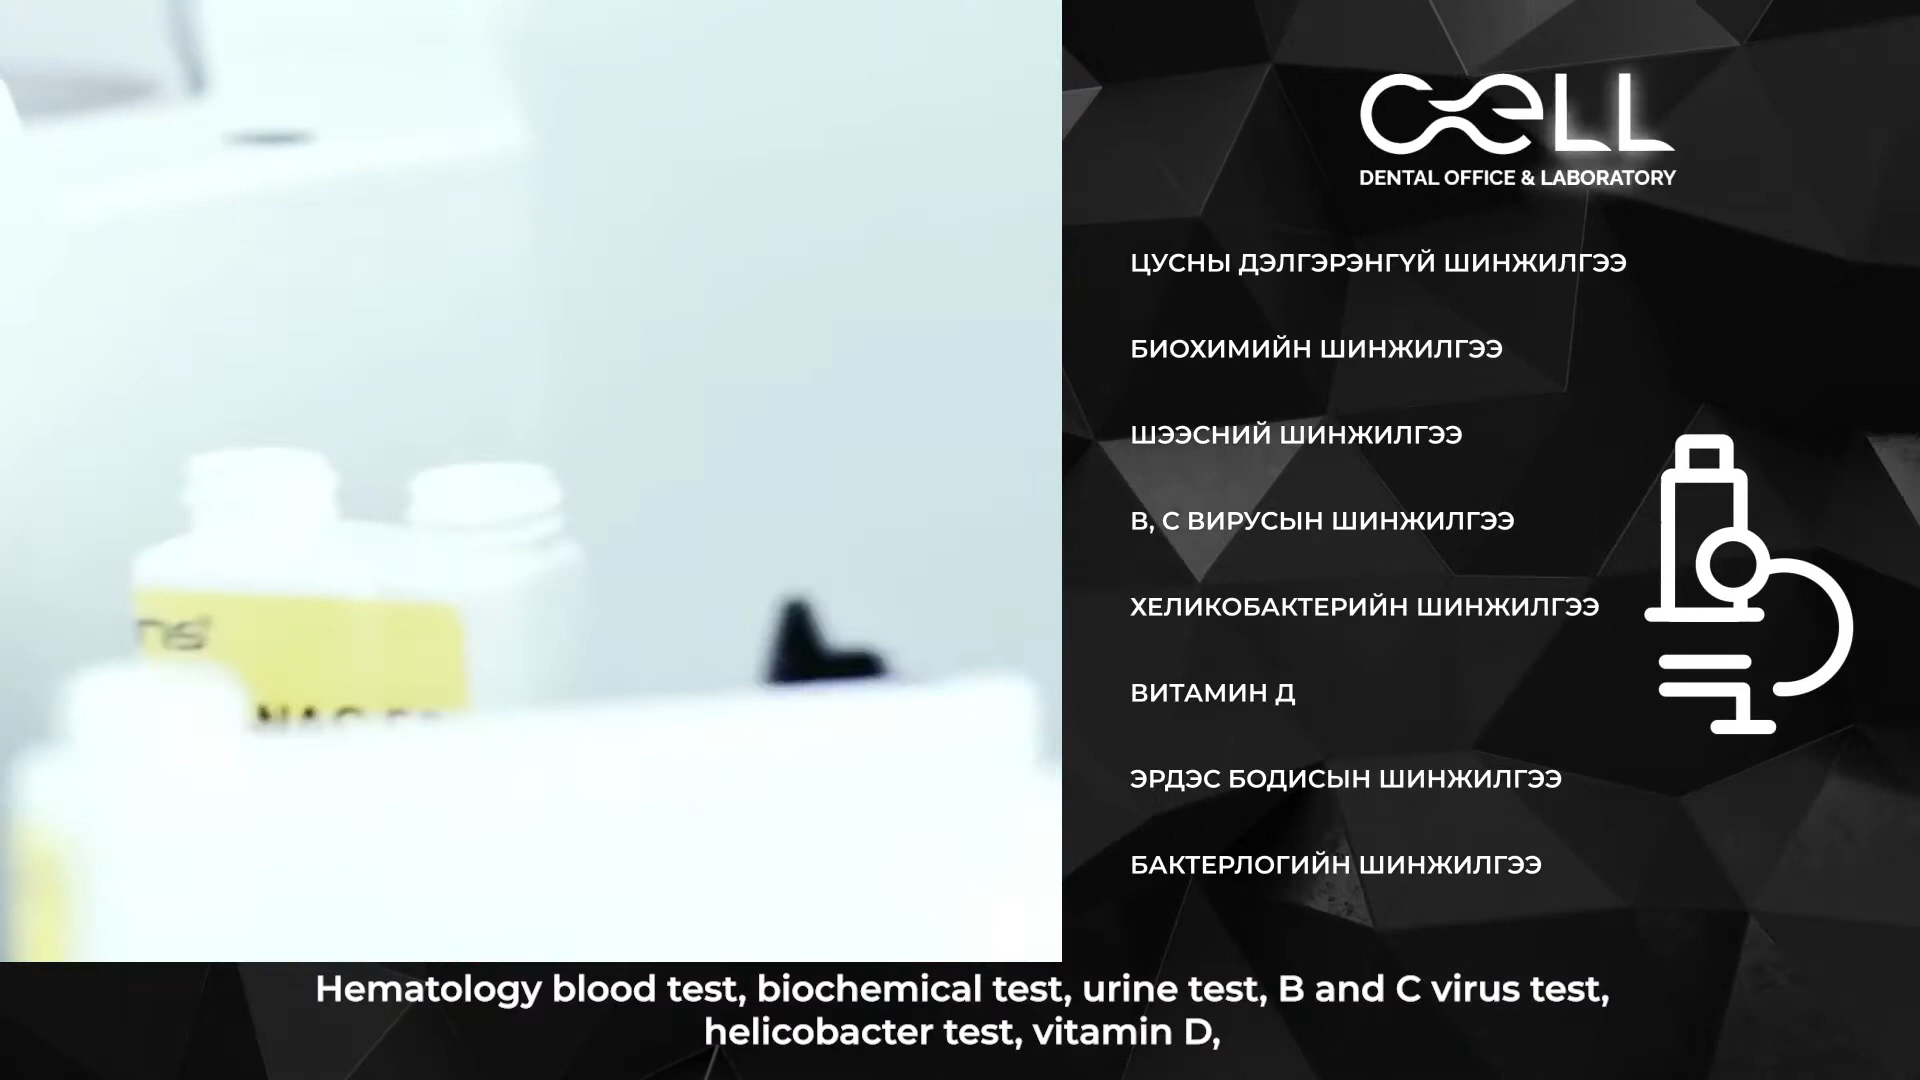 CELL
DENTAL OFFICE & LABORATORY
ЦУСНЫ ДЭЛГЭРЭНГҮЙ ШИНЖИЛГЭЭ
БИОХИМИЙН ШИНЖИЛГЭЭ
ШЭЭСНИЙ ШИНЖИЛГЭЭ
В, С ВИРУСЫН ШИНЖИЛГЭЭ
ХЕЛИКОБАКТЕРИЙН ШИНЖИЛГЭЭ
ВИТАМИН Д
ЭРДЭС БОДИСЫН ШИНЖИЛГЭЭ
БАКТЕРЛОГИЙН ШИНЖИЛГЭЭ
Hematology blood test, biochemical test, urine test, B and C virus test,
helicobacter test, vitamin D,